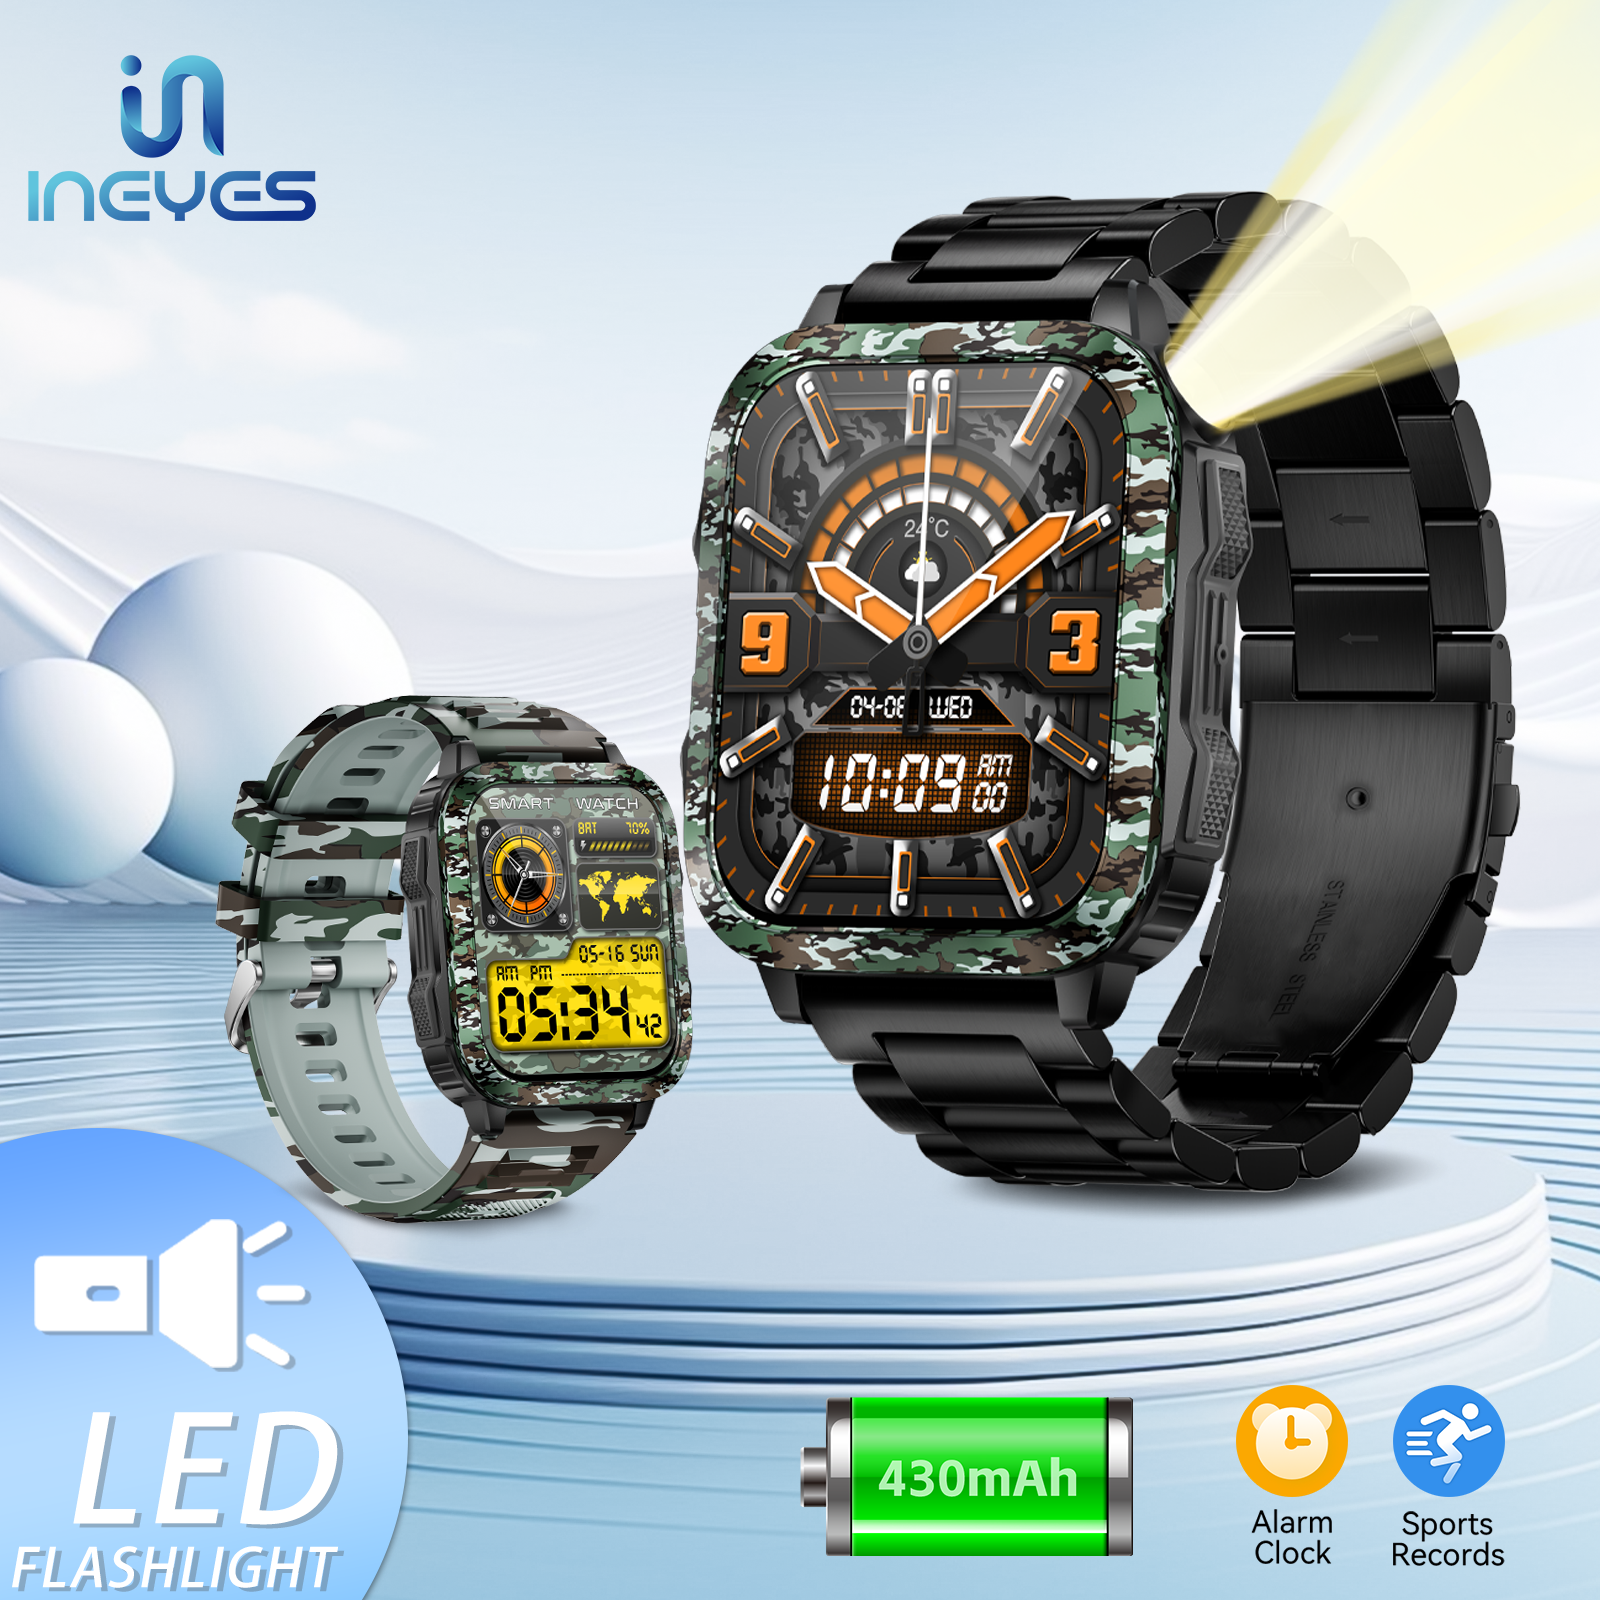 in
INEYES
24°C
9
3
04-08 WED
10:09 AM
00
STAINLESS STEEL
SMART WATCH
BAT 70%
05-16 SUN
AM PM
05:34 42
LED
FLASHLIGHT
430mAh
Alarm
Clock
Sports
Records